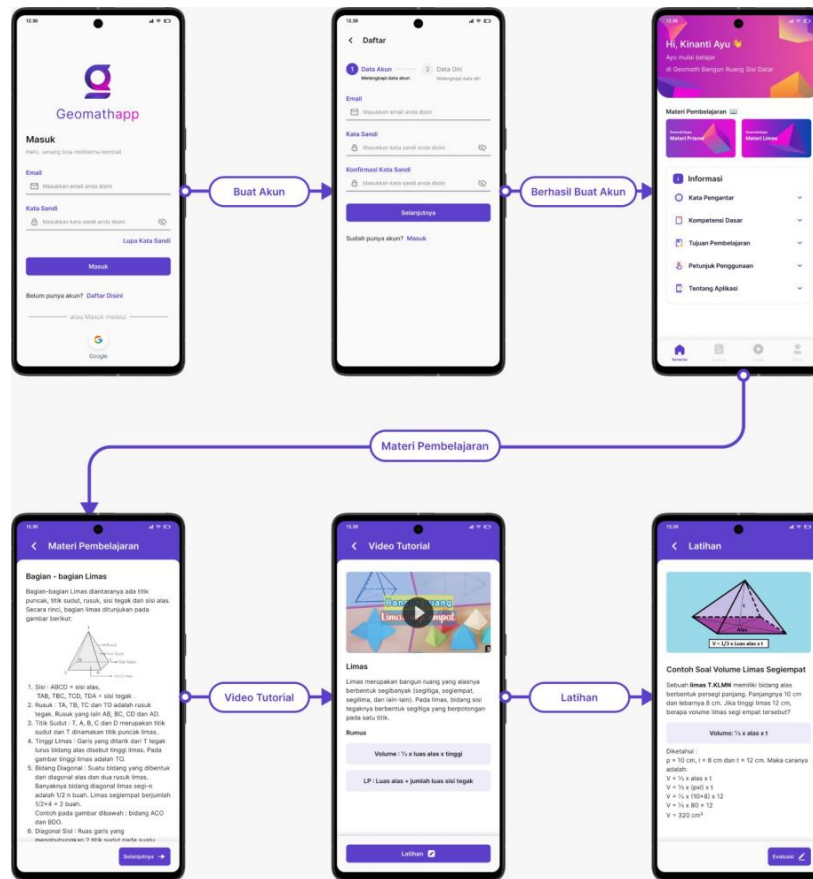 12.30
Geomathapp
Masuk
Halo, senang bisa melihatmu kembali
Email
Masukkan email anda disini
Kata Sandi
Masukkan kata sandi anda disini
Lupa Kata Sandi
Masuk
Belum punya akun? Daftar Disini
atau Masuk melalui
Google
Buat Akun
12.30
Daftar
1 Data Akun
Melengkapi data akun
2 Data Diri
Melengkapi data diri
Email
Masukkan email anda disini
Kata Sandi
Masukkan kata sandi anda disini
Konfirmasi Kata Sandi
Masukkan kata sandi anda disini
Selanjutnya
Sudah punya akun? Masuk
Berhasil Buat Akun
12.30
Hi, Kinanti Ayu
Ayo mulai belajar
di Geomath Bangun Ruang Sisi Datar
Materi Pembelajaran
Materi Prisma
Materi Limas
Informasi
Kata Pengantar
Kompetensi Dasar
Tujuan Pembelajaran
Petunjuk Penggunaan
Tentang Aplikasi
Beranda
Materi Pembelajaran
12.30
Materi Pembelajaran
Bagian - bagian Limas
Bagian-bagian Limas diantaranya ada titik
puncak, titik sudut, rusuk, sisi tegak dan sisi alas.
Secara rinci, bagian limas ditunjukan pada
gambar berikut:
1. Sisi - ABCD = sisi alas,
TAB, TBC, TCD, TDA = sisi tegak .
2. Rusuk : TA, TB, TC dan TD adalah rusuk
tegak. Rusuk yang lain AB, BC, CD dan AD.
3. Titik Sudut : T, A, B, C dan D merupakan titik
sudut dan T dinamakan titik puncak limas.
4. Tinggi Limas : Garis yang ditarik dari T tegak
lurus bidang alas disebut tinggi limas. Pada
gambar tinggi limas adalah TO.
5. Bidang Diagonal : Suatu bidang yang dibentuk
dari diagonal alas dan dua rusuk limas.
Banyaknya bidang diagonal limas segi-n
adalah 1/2 n buah. Limas segiempat berjumlah
1/2×4 = 2 buah.
Contoh pada gambar dibawah : bidang ACO
dan BDO.
6. Diagonal Sisi : Ruas garis yang
menghubungkan 2 titik sudut pada suatu
Selanjutnya
Video Tutorial
12.30
Video Tutorial
Bangun ruang
Limas segiempat
Limas
Limas merupakan bangun ruang yang alasnya
berbentuk segibanyak (segitiga, segiempat,
segilima, dan lain-lain). Pada limas, bidang sisi
tegaknya berbentuk segitiga yang berpotongan
pada satu titik.
Rumus
Volume : ⅓ x luas alas x tinggi
LP : Luas alas + jumlah luas sisi tegak
Latihan
Latihan
12.30
Latihan
t
Alas
V = 1/3 x Luas alas x t
Contoh Soal Volume Limas Segiempat
Sebuah limas T.KLMN memiliki bidang alas
berbentuk persegi panjang. Panjangnya 10 cm
dan lebarnya 8 cm. Jika tinggi limas 12 cm,
berapa volume limas segi empat tersebut?
Volume: ⅓ x alas x t
Diketahui :
p = 10 cm, l = 8 cm dan t = 12 cm. Maka caranya
adalah:
V = ⅓ x alas x t
V = ⅓ x (pxl) x t
V = ⅓ x (10×8) x 12
V = ⅓ x 80 × 12
V = 320 cm³
Evaluasi